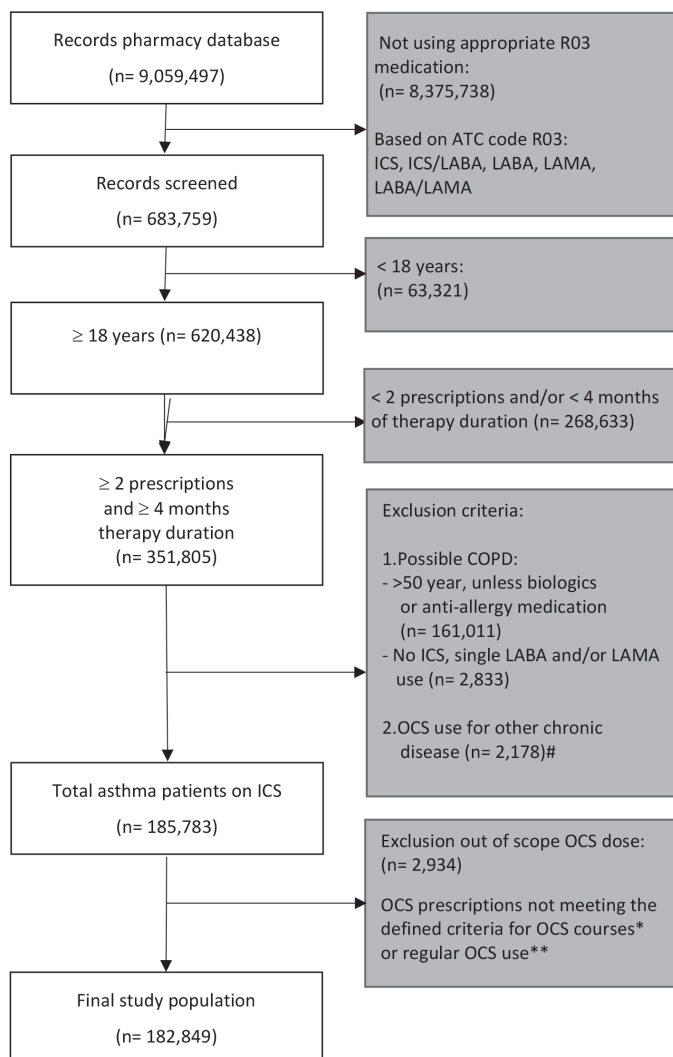 Records pharmacy database
(n= 9,059,497)
Not using appropriate R03
medication:
(n= 8,375,738)
Based on ATC code R03:
ICS, ICS/LABA, LABA, LAMA,
LABA/LAMA
Records screened
(n= 683,759)
< 18 years:
(n= 63,321)
≥ 18 years (n= 620,438)
< 2 prescriptions and/or < 4 months
of therapy duration (n= 268,633)
≥ 2 prescriptions
and ≥ 4 months
therapy duration
(n= 351,805)
Exclusion criteria:
1.Possible COPD:
- >50 year, unless biologics
or anti-allergy medication
(n= 161,011)
- No ICS, single LABA and/or LAMA
use (n= 2,833)
2.OCS use for other chronic
disease (n= 2,178)#
Total asthma patients on ICS
(n= 185,783)
Exclusion out of scope OCS dose:
(n= 2,934)
OCS prescriptions not meeting the
defined criteria for OCS courses*
or regular OCS use**
Final study population
(n= 182,849)